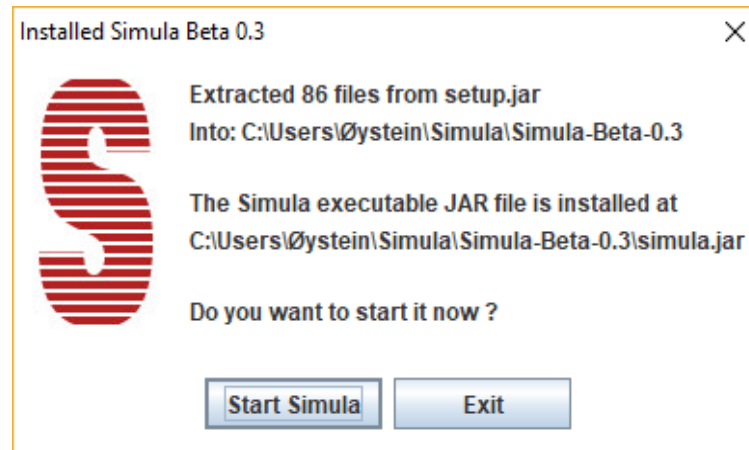 Installed Simula Beta 0.3
Extracted 86 files from setup.jar
Into: C:\Users\Øystein\Simula\Simula-Beta-0.3
The Simula executable JAR file is installed at
C:\Users\Øystein\Simula\Simula-Beta-0.3\simula.jar
Do you want to start it now ?
Start Simula
Exit